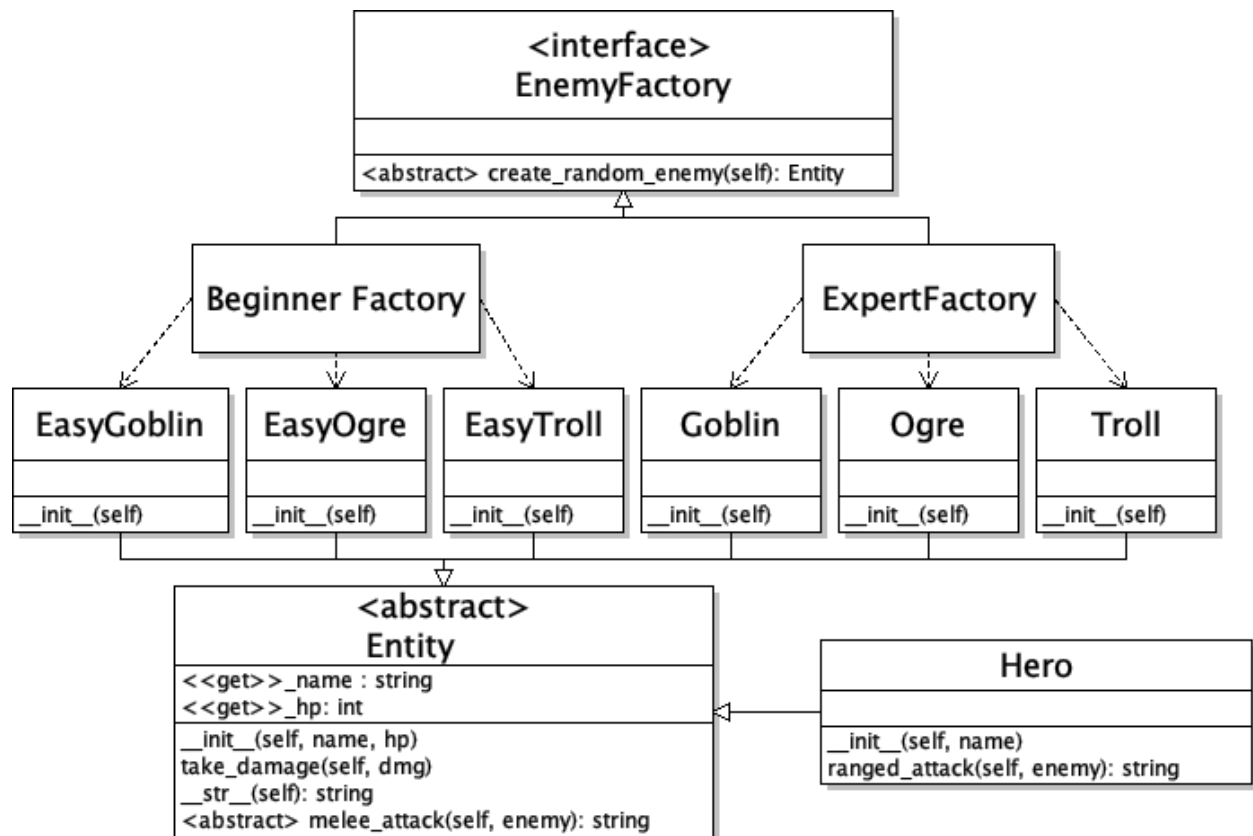 <interface>
EnemyFactory
<abstract> create_random_enemy(self): Entity
Beginner Factory
ExpertFactory
EasyGoblin
__init__(self)
EasyOgre
__init__(self)
EasyTroll
__init__(self)
Goblin
__init__(self)
Ogre
__init__(self)
Troll
__init__(self)
<abstract>
Entity
<<get>>_name : string
<<get>>_hp: int
__init__(self, name, hp)
take_damage(self, dmg)
__str__(self): string
<abstract> melee_attack(self, enemy): string
Hero
__init__(self, name)
ranged_attack(self, enemy): string